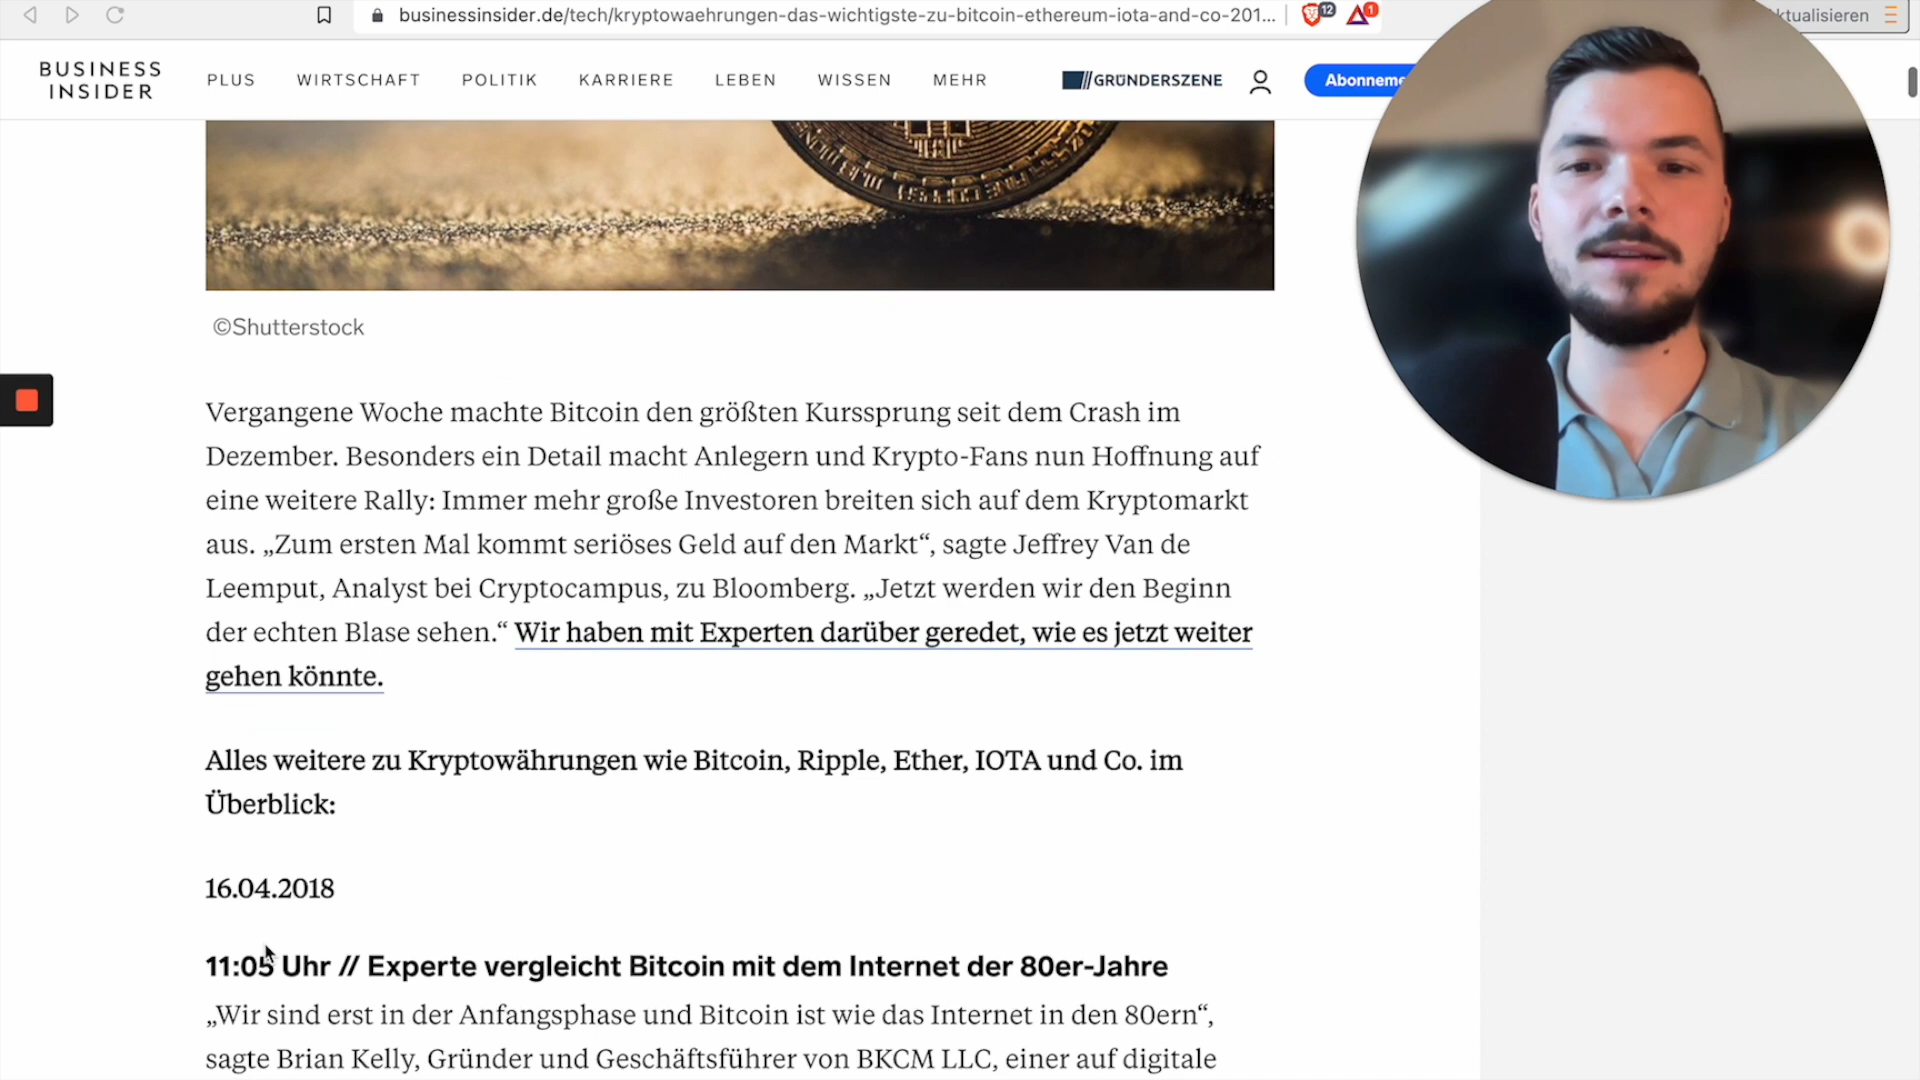 businessinsider.de/tech/kryptowaehrungen-das-wichtigste-zu-bitcoin-ethereum-iota-and-co-201...
12
1
ktualisieren
BUSINESS
INSIDER
PLUS
WIRTSCHAFT
POLITIK
KARRIERE
LEBEN
WISSEN
MEHR
GRÜNDERSZENE
Abonneme
©Shutterstock
Vergangene Woche machte Bitcoin den größten Kurssprung seit dem Crash im
Dezember. Besonders ein Detail macht Anlegern und Krypto-Fans nun Hoffnung auf
eine weitere Rally: Immer mehr große Investoren breiten sich auf dem Kryptomarkt
aus. „Zum ersten Mal kommt seriöses Geld auf den Markt“, sagte Jeffrey Van de
Leemput, Analyst bei Cryptocampus, zu Bloomberg. „Jetzt werden wir den Beginn
der echten Blase sehen.“ Wir haben mit Experten darüber geredet, wie es jetzt weiter
gehen könnte.
Alles weitere zu Kryptowährungen wie Bitcoin, Ripple, Ether, IOTA und Co. im
Überblick:
16.04.2018
11:05 Uhr // Experte vergleicht Bitcoin mit dem Internet der 80er-Jahre
„Wir sind erst in der Anfangsphase und Bitcoin ist wie das Internet in den 80ern“,
sagte Brian Kelly, Gründer und Geschäftsführer von BKCM LLC, einer auf digitale